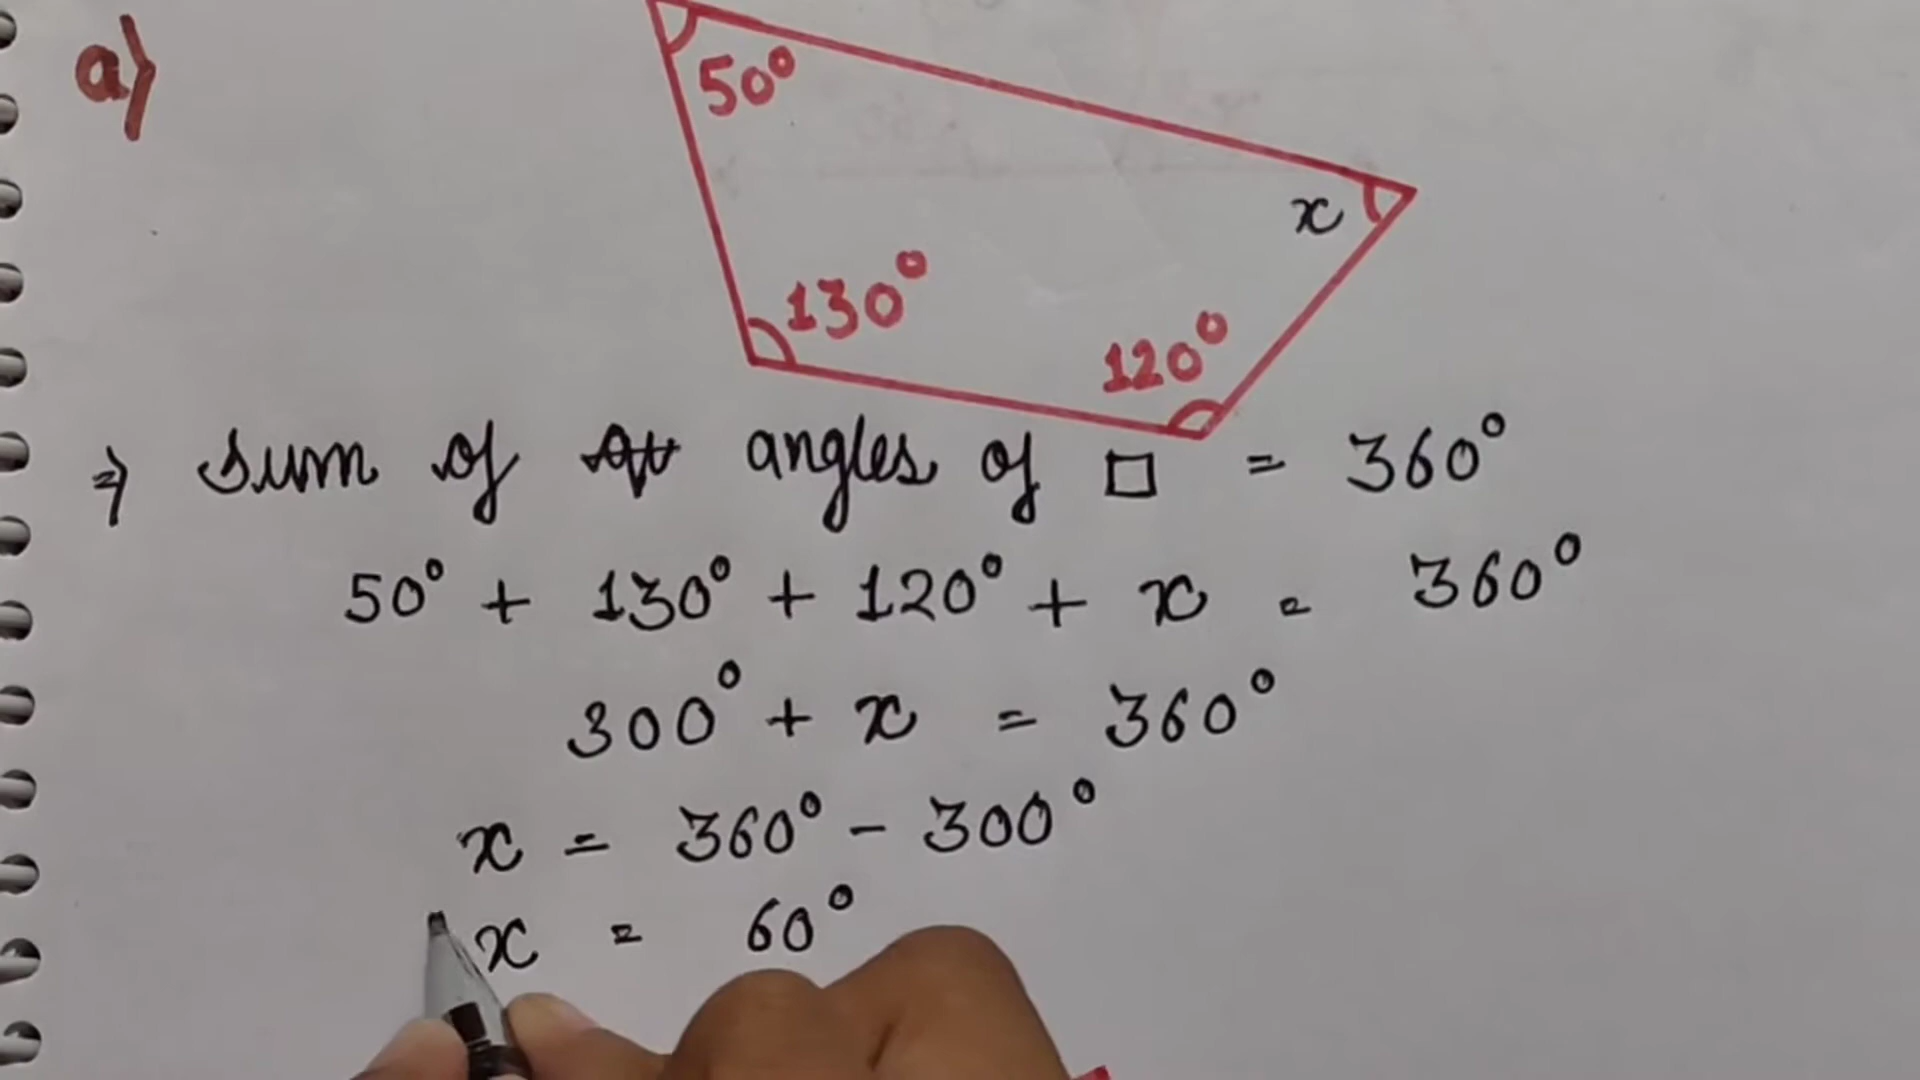 a)
50°
x
130°
120°
⇒ Sum of angles of □ = 360°
50° + 130° + 120° + x = 360°
300° + x = 360°
x = 360° - 300°
x = 60°